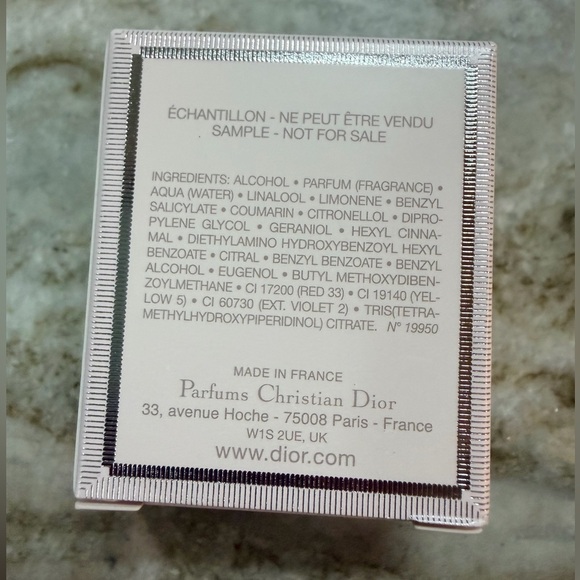 ÉCHANTILLON - NE PEUT ÊTRE VENDU
SAMPLE - NOT FOR SALE
INGREDIENTS: ALCOHOL • PARFUM (FRAGRANCE) •
AQUA (WATER) • LINALOOL • LIMONENE • BENZYL
SALICYLATE • COUMARIN • CITRONELLOL • DIPRO-
PYLENE GLYCOL • GERANIOL • HEXYL CINNA-
MAL • DIETHYLAMINO HYDROXYBENZOYL HEXYL
BENZOATE • CITRAL • BENZYL BENZOATE • BENZYL
ALCOHOL • EUGENOL • BUTYL METHOXYDIBEN-
ZOYLMETHANE • CI 17200 (RED 33) • CI 19140 (YEL-
LOW 5) • CI 60730 (EXT. VIOLET 2) • TRIS(TETRA-
METHYLHYDROXYPIPERIDINOL) CITRATE. N° 19950
MADE IN FRANCE
Parfums Christian Dior
33, avenue Hoche - 75008 Paris - France
W1S 2UE, UK
www.dior.com